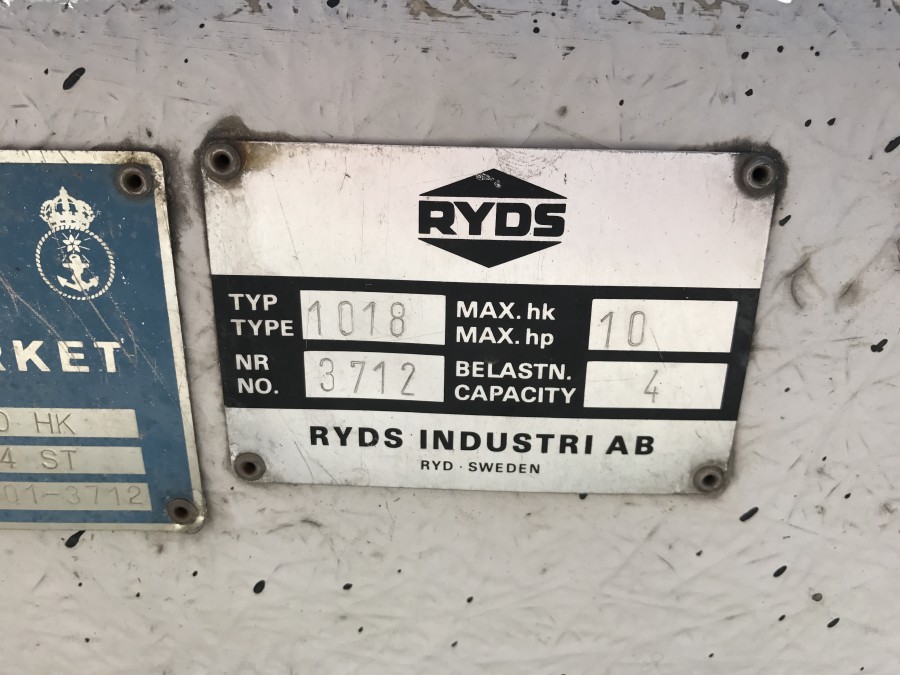 RKET
0 HK
4 ST
01-3712
RYDS
TYP
TYPE
1018
MAX. hk
MAX. hp
10
NR
NO.
3712
BELASTN.
CAPACITY
4
RYDS INDUSTRI AB
RYD · SWEDEN